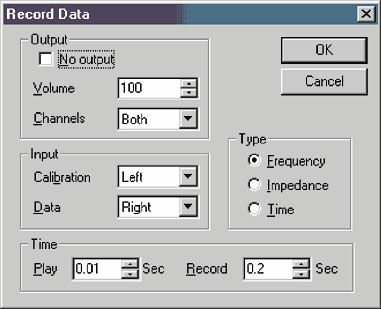 Record Data
Output
No output
Volume 100
Channels Both
Input
Calibration Left
Data Right
OK
Cancel
Type
Frequency
Impedance
Time
Time
Play 0.01 Sec Record 0.2 Sec